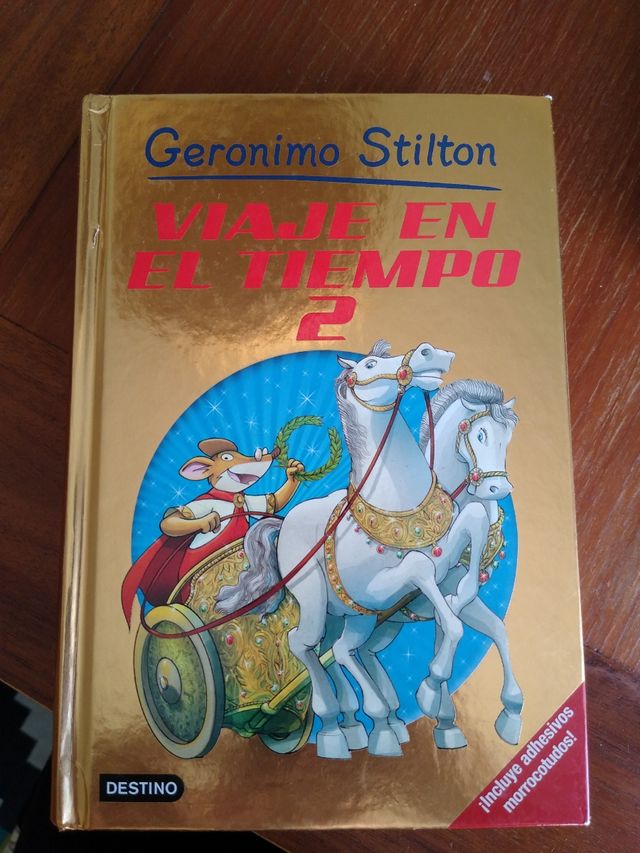 Geronimo Stilton
VIAJE EN
EL TIEMPO
2
DESTINO
¡Incluye adhesivos
morrocotudos!